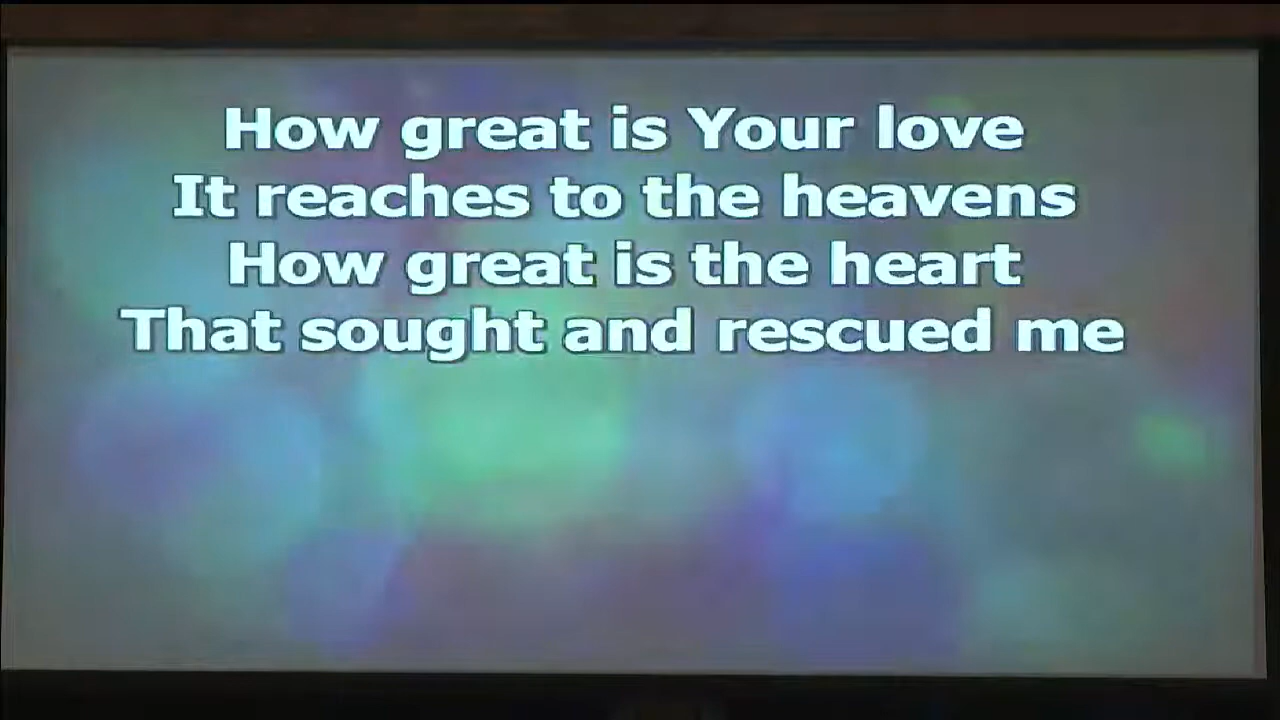 How great is Your love
It reaches to the heavens
How great is the heart
That sought and rescued me